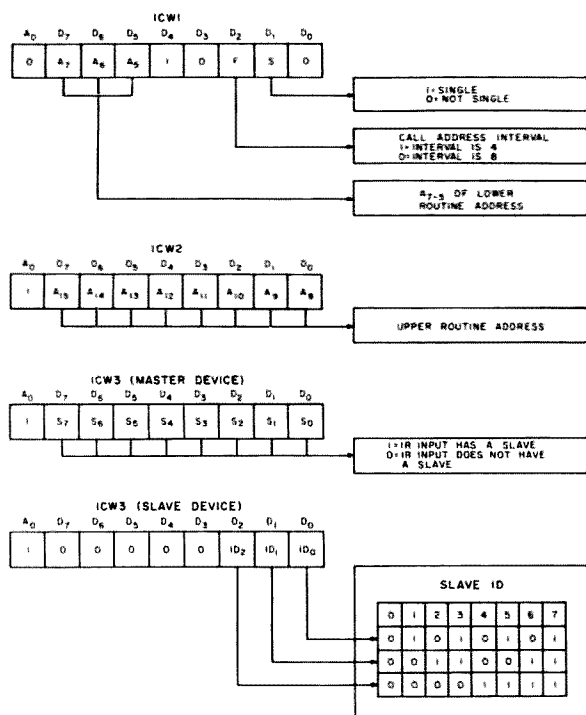 ICW1
A0 D7 D6 D5 D4 D3 D2 D1 D0
0 A7 A6 A5 1 0 F S 0
1=SINGLE
0=NOT SINGLE
CALL ADDRESS INTERVAL
1=INTERVAL IS 4
0=INTERVAL IS 8
A7-5 OF LOWER
ROUTINE ADDRESS
ICW2
A0 D7 D6 D5 D4 D3 D2 D1 D0
1 A15 A14 A13 A12 A11 A10 A9 A8
UPPER ROUTINE ADDRESS
ICW3 (MASTER DEVICE)
A0 D7 D6 D5 D4 D3 D2 D1 D0
1 S7 S6 S5 S4 S3 S2 S1 S0
1=IR INPUT HAS A SLAVE
0=IR INPUT DOES NOT HAVE
A SLAVE
ICW3 (SLAVE DEVICE)
A0 D7 D6 D5 D4 D3 D2 D1 D0
1 0 0 0 0 0 ID2 ID1 ID0
SLAVE ID
0 1 2 3 4 5 6 7
0 1 0 1 0 1 0 1
0 0 1 1 0 0 1 1
0 0 0 0 1 1 1 1